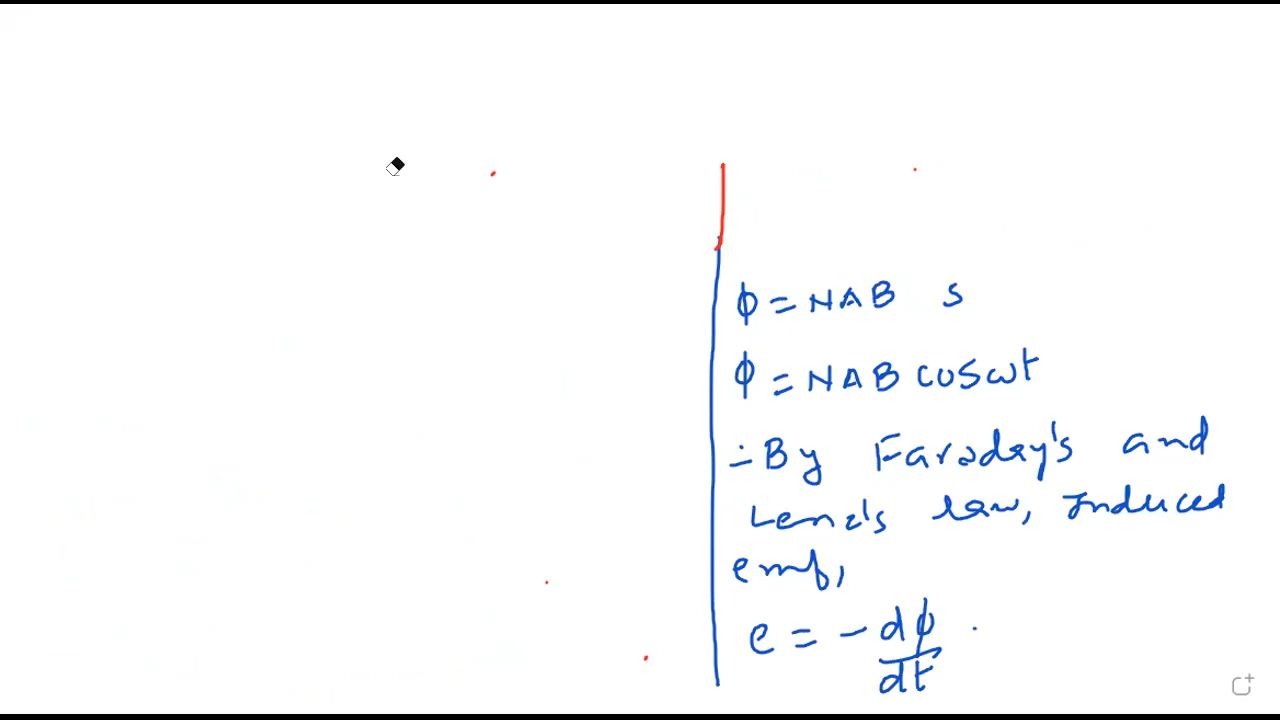 ϕ = NAB s
ϕ = NAB cosωt
∴ By Faraday's and
Lenz's law, Induced
emf,
e = -dϕ/dt